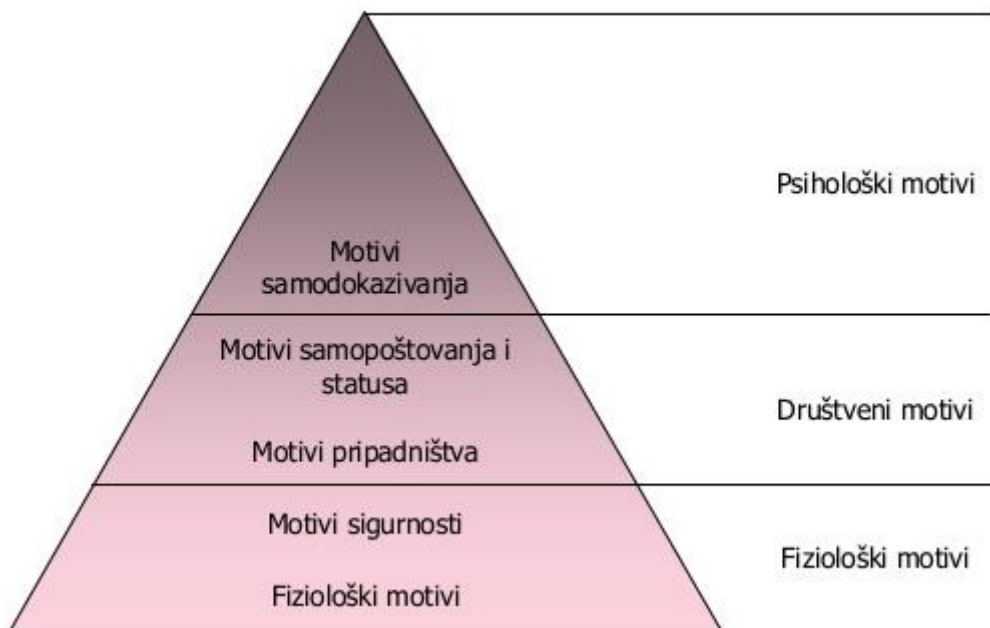 Psihološki motivi
Motivi
samodokazivanja
Motivi samopoštovanja i
statusa
Društveni motivi
Motivi pripadništva
Motivi sigurnosti
Fiziološki motivi
Fiziološki motivi